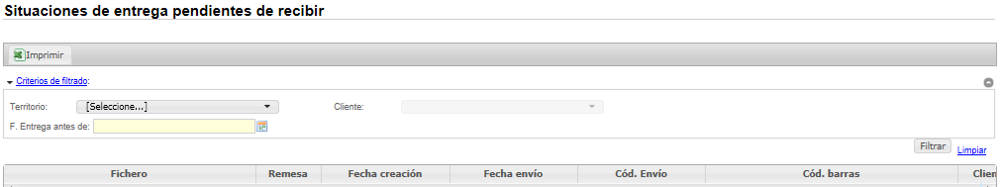 Situaciones de entrega pendientes de recibir
Imprimir
Criterios de filtrado:
Territorio: [Seleccione...] Cliente:
F. Entrega antes de:
Filtrar Limpiar
Fichero Remesa Fecha creación Fecha envío Cód. Envío Cód. barras Clien